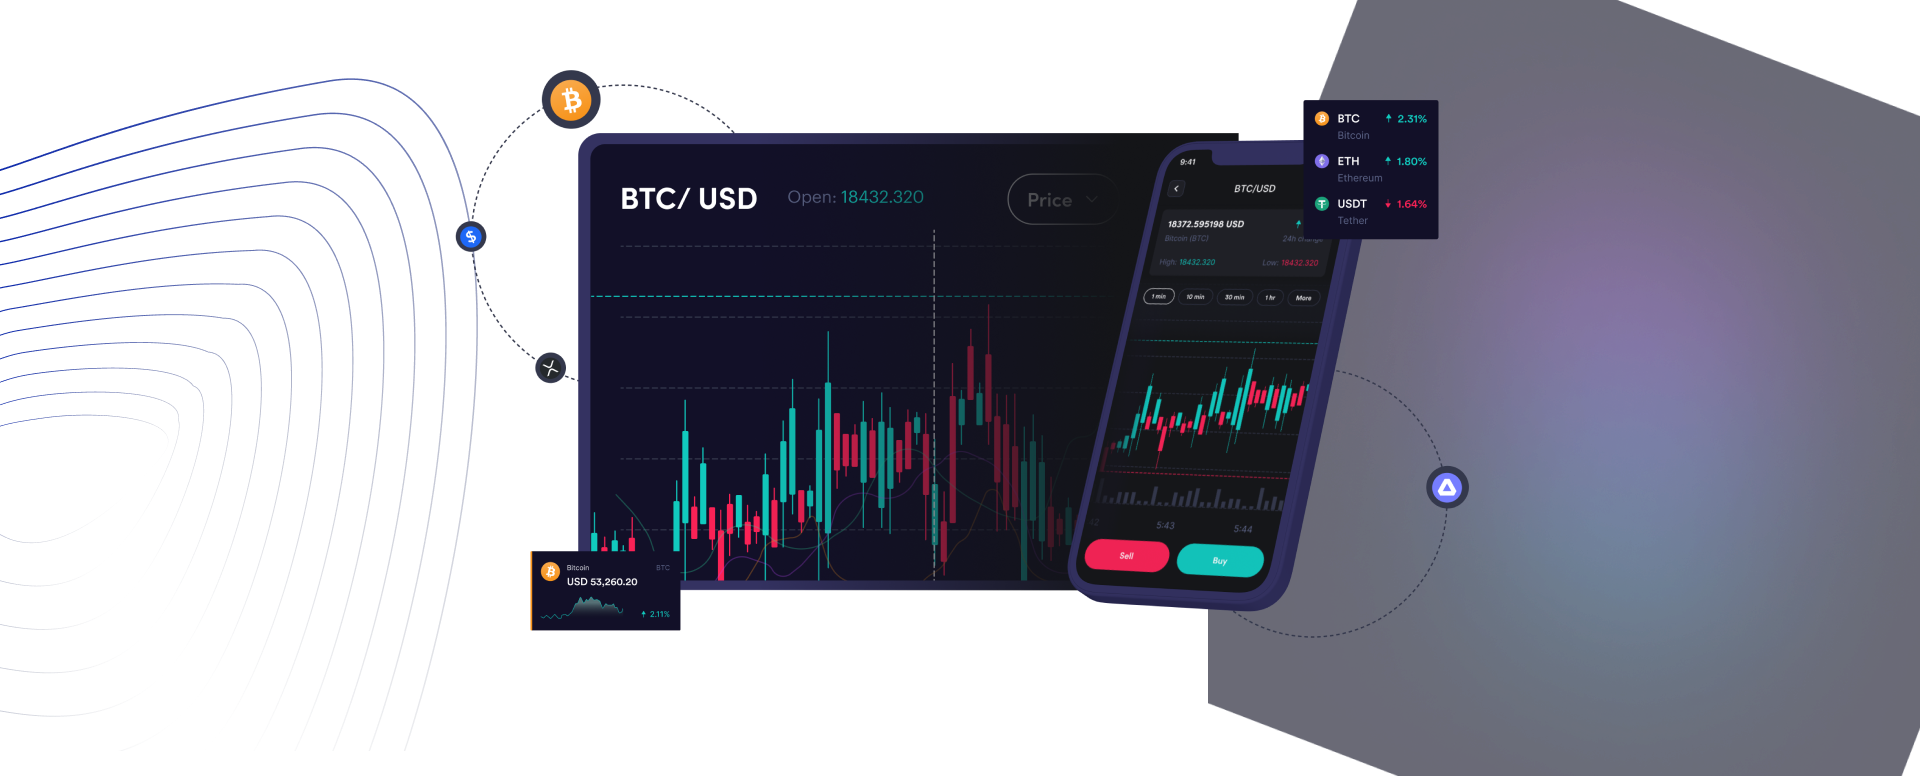 BTC/ USD
Open: 18432.320
Price
9:41
BTC/USD
18372.595198 USD
Bitcoin (BTC)
24h change
High: 18432.320
Low: 18432.320
1 min
10 min
30 min
1 hr
More
5:43
5:44
Sell
Buy
BTC
2.31%
Bitcoin
ETH
1.80%
Ethereum
USDT
1.64%
Tether
Bitcoin
BTC
USD 53,260.20
2.11%